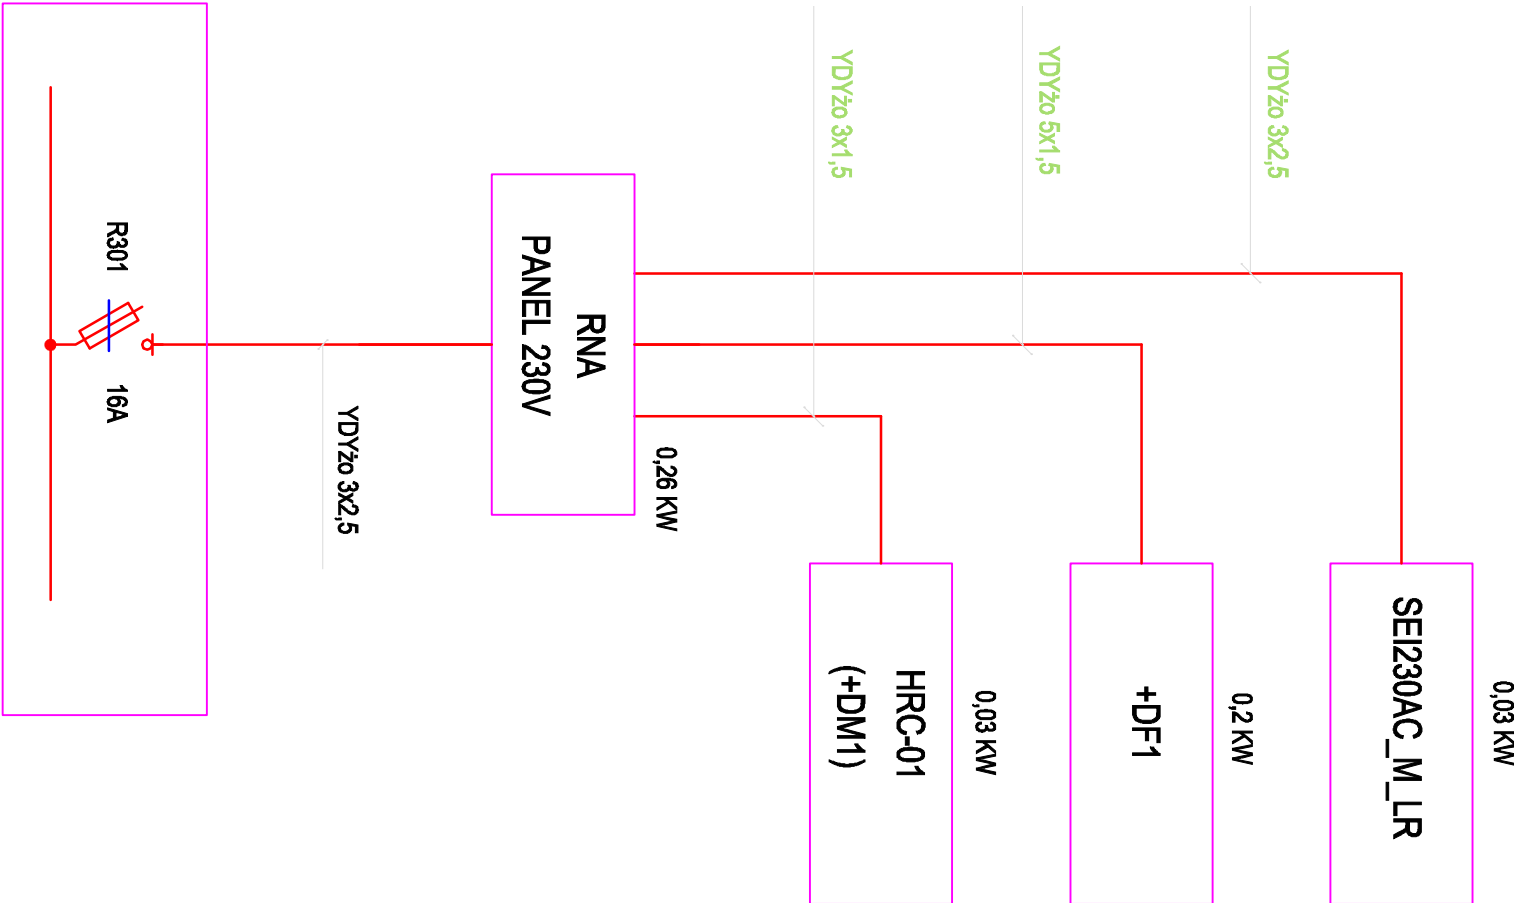 YDYżo 3x2,5
YDYżo 5x1,5
YDYżo 3x1,5
0,03 KW
SEI230AC_M_LR
0,2 KW
+DF1
0,03 KW
HRC-01
(+DM1)
0,26 KW
RNA
PANEL 230V
YDYżo 3x2,5
R301
16A